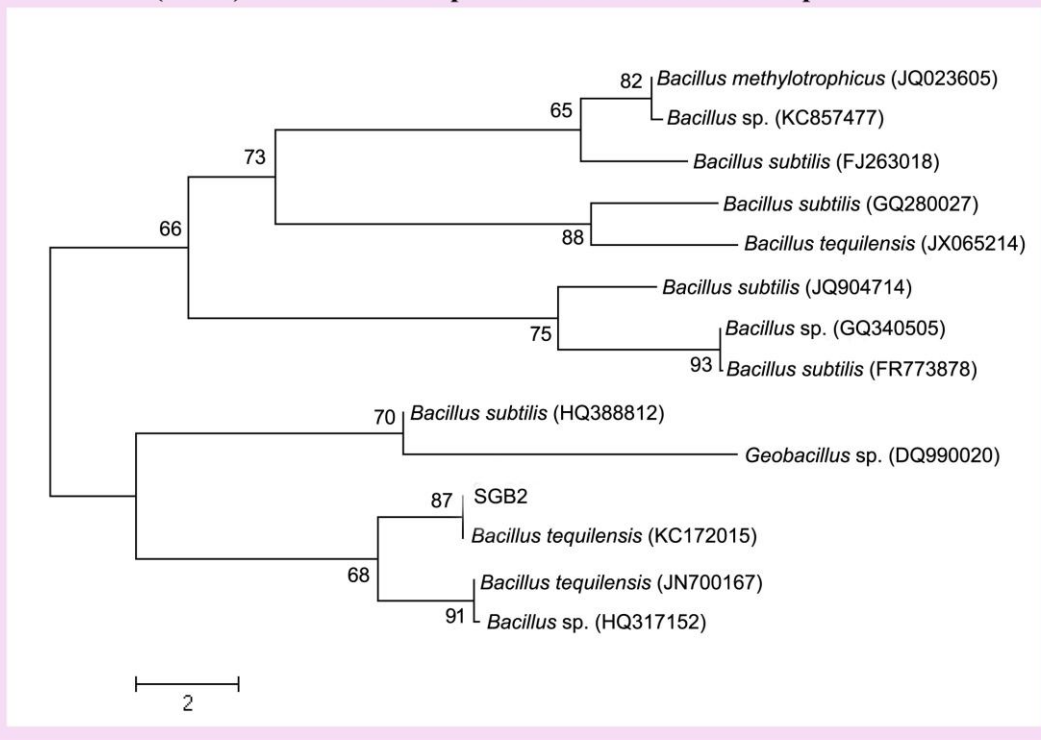 82
Bacillus methylotrophicus (JQ023605)
Bacillus sp. (KC857477)
65
Bacillus subtilis (FJ263018)
73
Bacillus subtilis (GQ280027)
88
Bacillus tequilensis (JX065214)
66
Bacillus subtilis (JQ904714)
75
Bacillus sp. (GQ340505)
93
Bacillus subtilis (FR773878)
70
Bacillus subtilis (HQ388812)
Geobacillus sp. (DQ990020)
87
SGB2
Bacillus tequilensis (KC172015)
68
Bacillus tequilensis (JN700167)
91
Bacillus sp. (HQ317152)
2